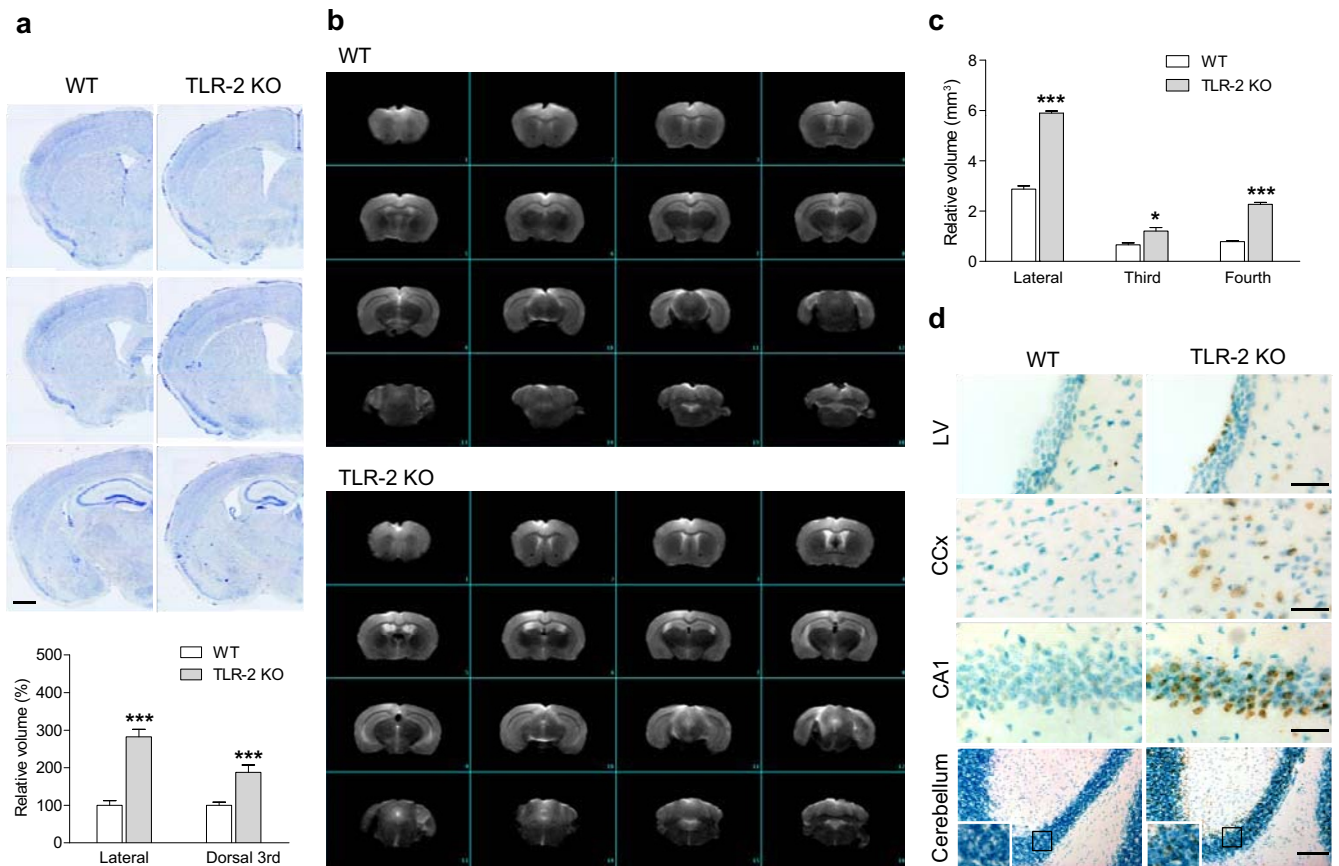 a
WT
TLR-2 KO
500
400
300
200
100
0
Relative volume (%)
WT
TLR-2 KO
***
***
Lateral
Dorsal 3rd
b
WT
TLR-2 KO
c
8
6
4
2
0
Relative volume (mm³)
WT
TLR-2 KO
***
*
***
Lateral
Third
Fourth
d
WT
TLR-2 KO
LV
CCx
CA1
Cerebellum